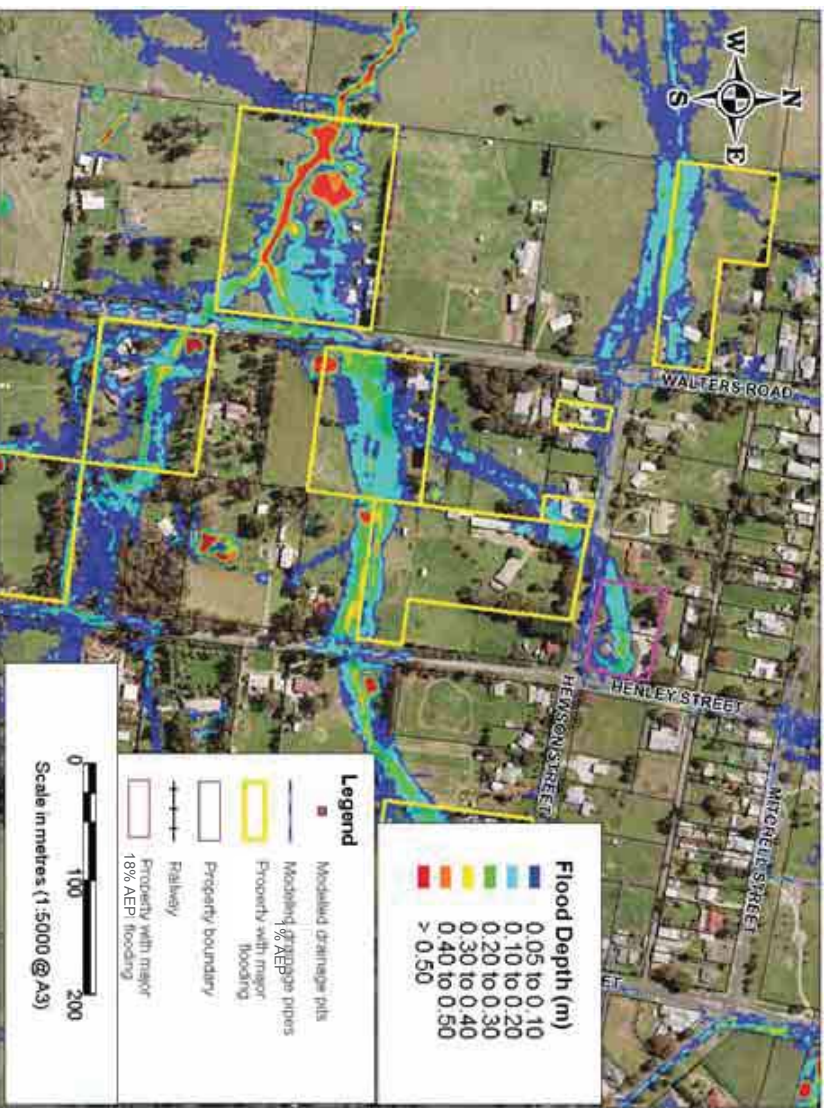 N
W
E
S
WALTERS ROAD
HENLEY STREET
HEWSON STREET
MITCHELL STREET
ET
Flood Depth (m)
0.05 to 0.10
0.10 to 0.20
0.20 to 0.30
0.30 to 0.40
0.40 to 0.50
> 0.50
Legend
Modelled drainage pits
Modelled drainage pipes
1% AEP
Property with major
flooding
Property boundary
Railway
Property with major
18% AEP flooding
0 100 200
Scale in metres (1:5000 @ A3)